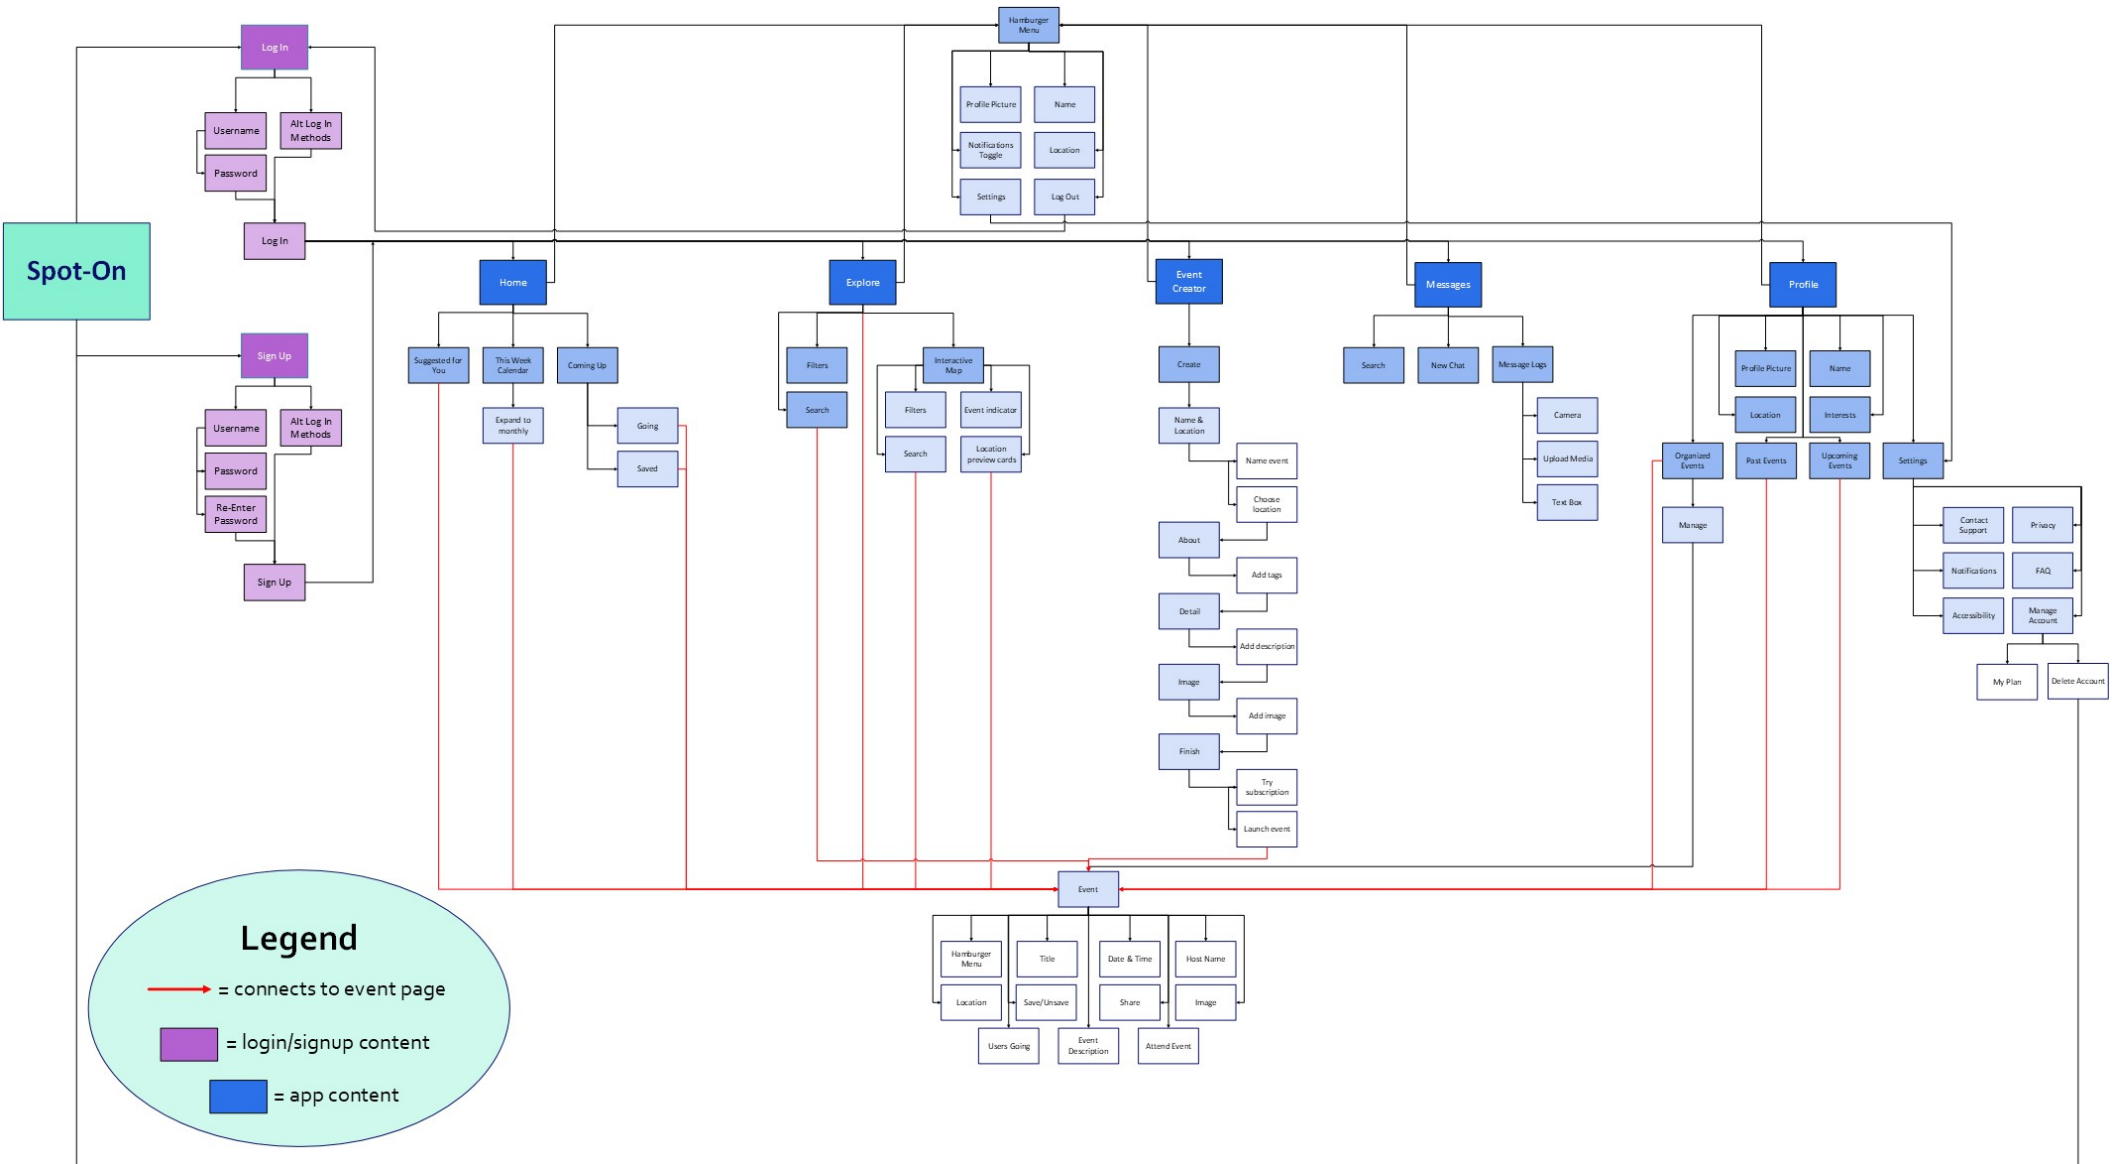 Hamburger
Menu
Profile Picture
Name
Notifications
Toggle
Location
Settings
Log Out
Log In
Username
Alt Log In
Methods
Password
Log In
Spot-On
Sign Up
Username
Alt Log In
Methods
Password
Re-Enter
Password
Sign Up
Home
Suggested for
You
This Week
Calendar
Coming Up
Expand to
monthly
Going
Saved
Explore
Filters
Search
Interactive
Map
Filters
Event indicator
Search
Location
preview cards
Event
Creator
Create
Name &
Location
Name event
Choose
location
About
Add tags
Detail
Add description
Image
Add image
Finish
Try
subscription
Launch event
Messages
Search
New Chat
Message Logs
Camera
Upload Media
Text Box
Profile
Profile Picture
Name
Location
Interests
Organized
Events
Past Events
Upcoming
Events
Settings
Manage
Contact
Support
Privacy
Notifications
FAQ
Accessibility
Manage
Account
My Plan
Delete Account
Event
Hamburger
Menu
Title
Date & Time
Host Name
Location
Save/Unsave
Share
Image
Users Going
Event
Description
Attend Event
Legend
= connects to event page
= login/signup content
= app content